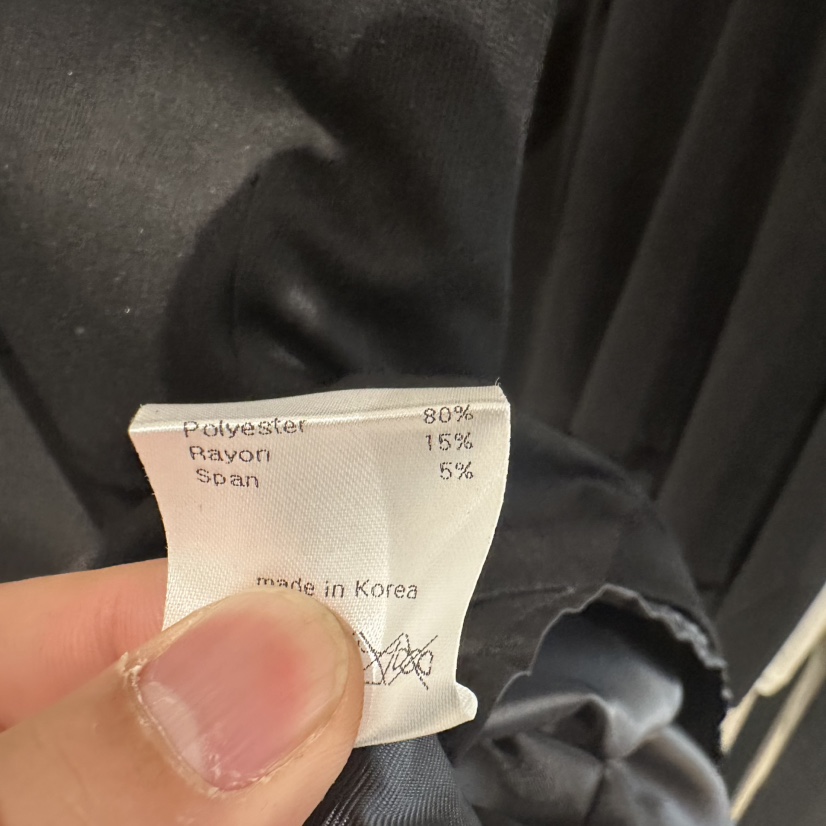 Polyester 80%
Rayon 15%
Span 5%
made in Korea